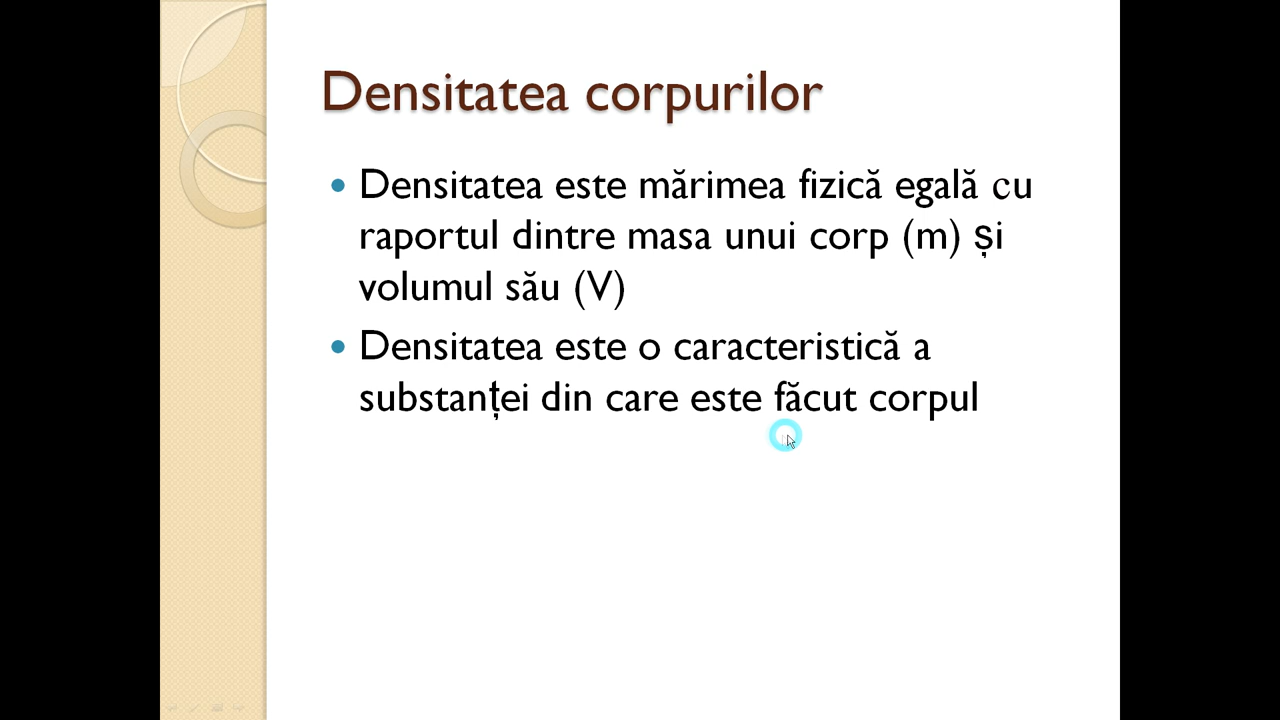 Densitatea corpurilor
Densitatea este mărimea fizică egală cu
raportul dintre masa unui corp (m) și
volumul său (V)
Densitatea este o caracteristică a
substanței din care este făcut corpul